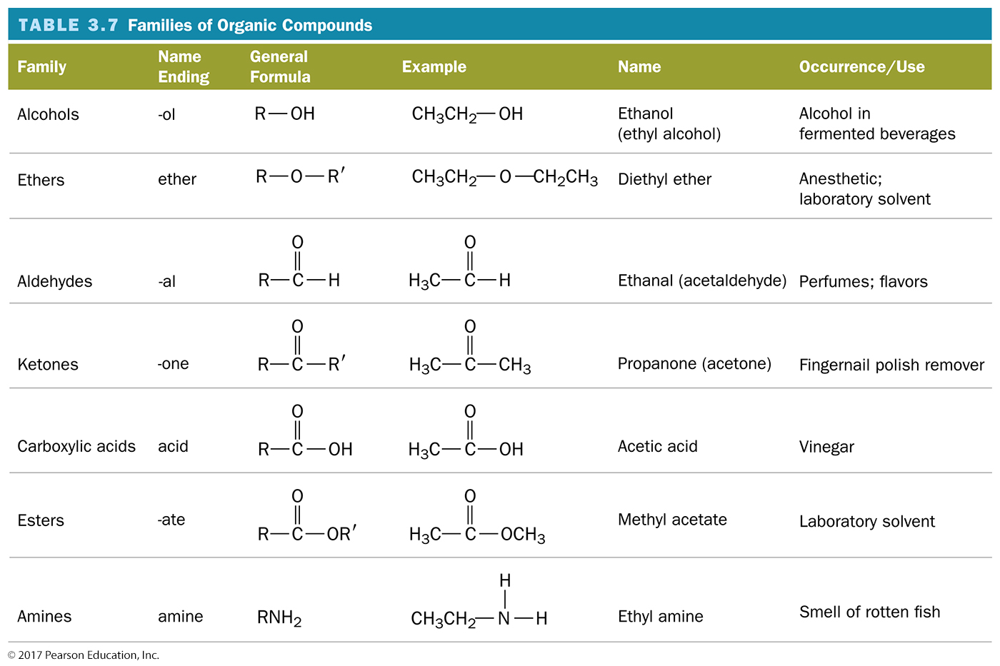 TABLE 3.7 Families of Organic Compounds
Family Name Ending General Formula Example Name Occurrence/Use
Alcohols -ol R—OH CH₃CH₂—OH Ethanol (ethyl alcohol) Alcohol in fermented beverages
Ethers ether R—O—R′ CH₃CH₂—O—CH₂CH₃ Diethyl ether Anesthetic; laboratory solvent
O O
|| ||
Aldehydes -al R—C—H H₃C—C—H Ethanal (acetaldehyde) Perfumes; flavors
O O
|| ||
Ketones -one R—C—R′ H₃C—C—CH₃ Propanone (acetone) Fingernail polish remover
O O
|| ||
Carboxylic acids acid R—C—OH H₃C—C—OH Acetic acid Vinegar
O O
|| ||
Esters -ate R—C—OR′ H₃C—C—OCH₃ Methyl acetate Laboratory solvent
H
|
Amines amine RNH₂ CH₃CH₂—N—H Ethyl amine Smell of rotten fish
© 2017 Pearson Education, Inc.